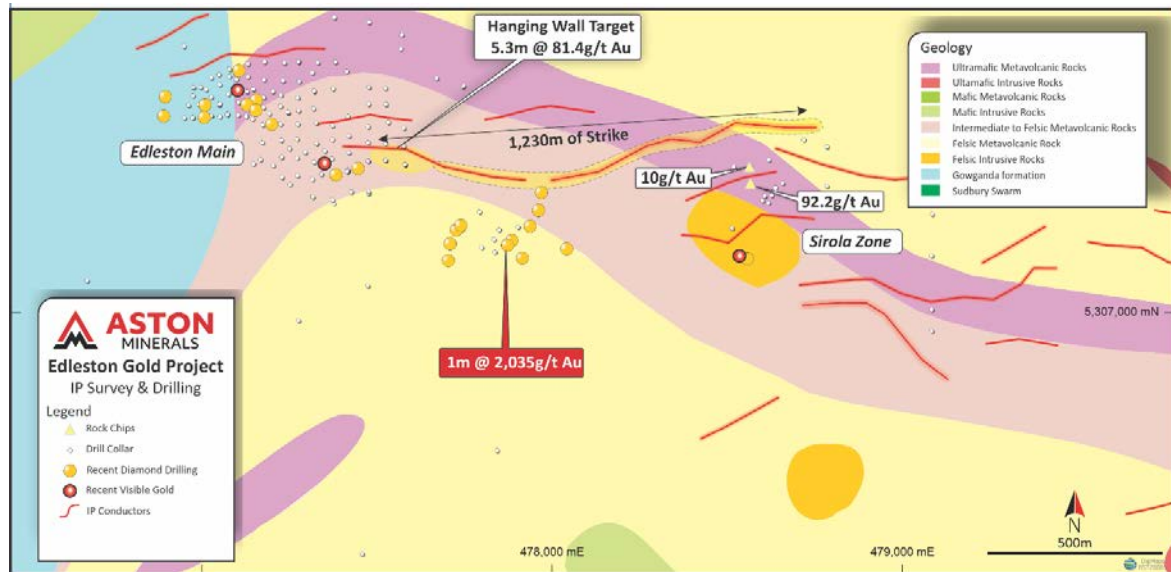 Hanging Wall Target
5.3m @ 81.4g/t Au
Geology
Ultramafic Metavolcanic Rocks
Ultamafic Intrusive Rocks
Mafic Metavolcanic Rocks
Mafic Intrusive Rocks
Intermediate to Felsic Metavolcanic Rocks
Felsic Metavolcanic Rock
Felsic Intrusive Rocks
Gowganda formation
Sudbury Swarm
Edleston Main
1,230m of Strike
10g/t Au
92.2g/t Au
Sirola Zone
5,307,000 mN
1m @ 2,035g/t Au
ASTON
MINERALS
Edleston Gold Project
IP Survey & Drilling
Legend
Rock Chips
Drill Collar
Recent Diamond Drilling
Recent Visible Gold
IP Conductors
478,000 mE
479,000 mE
N
500m